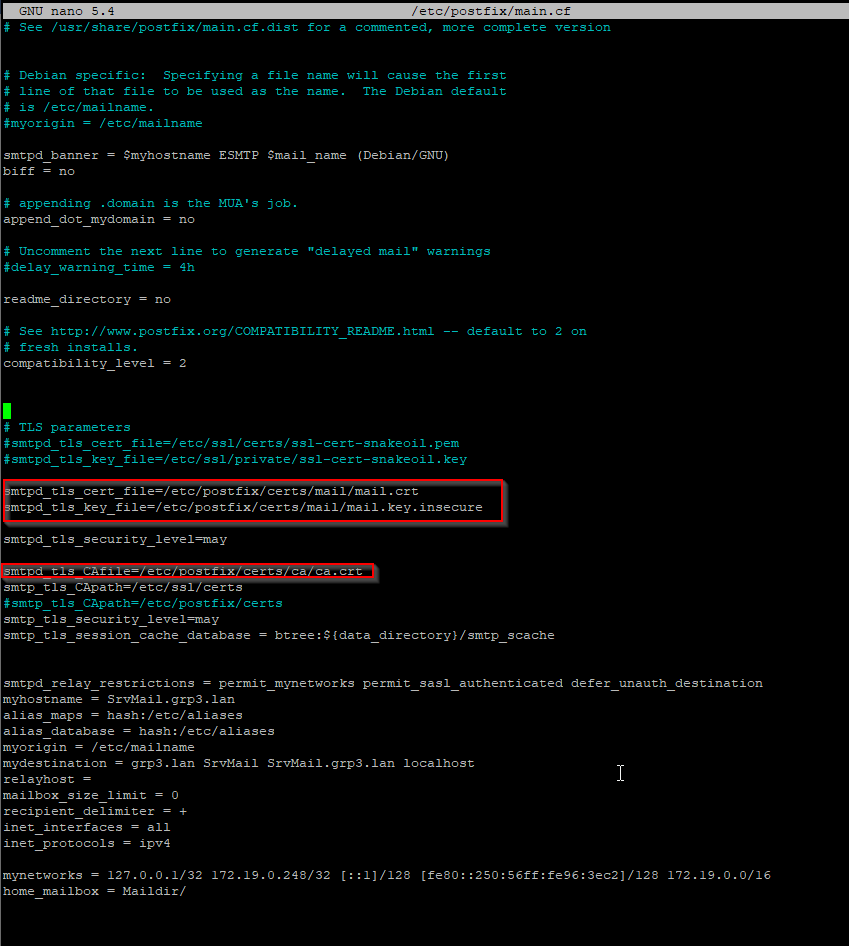 GNU nano 5.4 /etc/postfix/main.cf
# See /usr/share/postfix/main.cf.dist for a commented, more complete version
# Debian specific:  Specifying a file name will cause the first
# line of that file to be used as the name.  The Debian default
# is /etc/mailname.
#myorigin = /etc/mailname
smtpd_banner = $myhostname ESMTP $mail_name (Debian/GNU)
biff = no
# appending .domain is the MUA's job.
append_dot_mydomain = no
# Uncomment the next line to generate "delayed mail" warnings
#delay_warning_time = 4h
readme_directory = no
# See http://www.postfix.org/COMPATIBILITY_README.html -- default to 2 on
# fresh installs.
compatibility_level = 2
# TLS parameters
#smtpd_tls_cert_file=/etc/ssl/certs/ssl-cert-snakeoil.pem
#smtpd_tls_key_file=/etc/ssl/private/ssl-cert-snakeoil.key
smtpd_tls_cert_file=/etc/postfix/certs/mail/mail.crt
smtpd_tls_key_file=/etc/postfix/certs/mail/mail.key.insecure
smtpd_tls_security_level=may
smtpd_tls_CAfile=/etc/postfix/certs/ca/ca.crt
smtp_tls_CApath=/etc/ssl/certs
#smtp_tls_CApath=/etc/postfix/certs
smtp_tls_security_level=may
smtp_tls_session_cache_database = btree:${data_directory}/smtp_scache
smtpd_relay_restrictions = permit_mynetworks permit_sasl_authenticated defer_unauth_destination
myhostname = SrvMail.grp3.lan
alias_maps = hash:/etc/aliases
alias_database = hash:/etc/aliases
myorigin = /etc/mailname
mydestination = grp3.lan SrvMail SrvMail.grp3.lan localhost
relayhost =
mailbox_size_limit = 0
recipient_delimiter = +
inet_interfaces = all
inet_protocols = ipv4
mynetworks = 127.0.0.1/32 172.19.0.248/32 [::1]/128 [fe80::250:56ff:fe96:3ec2]/128 172.19.0.0/16
home_mailbox = Maildir/